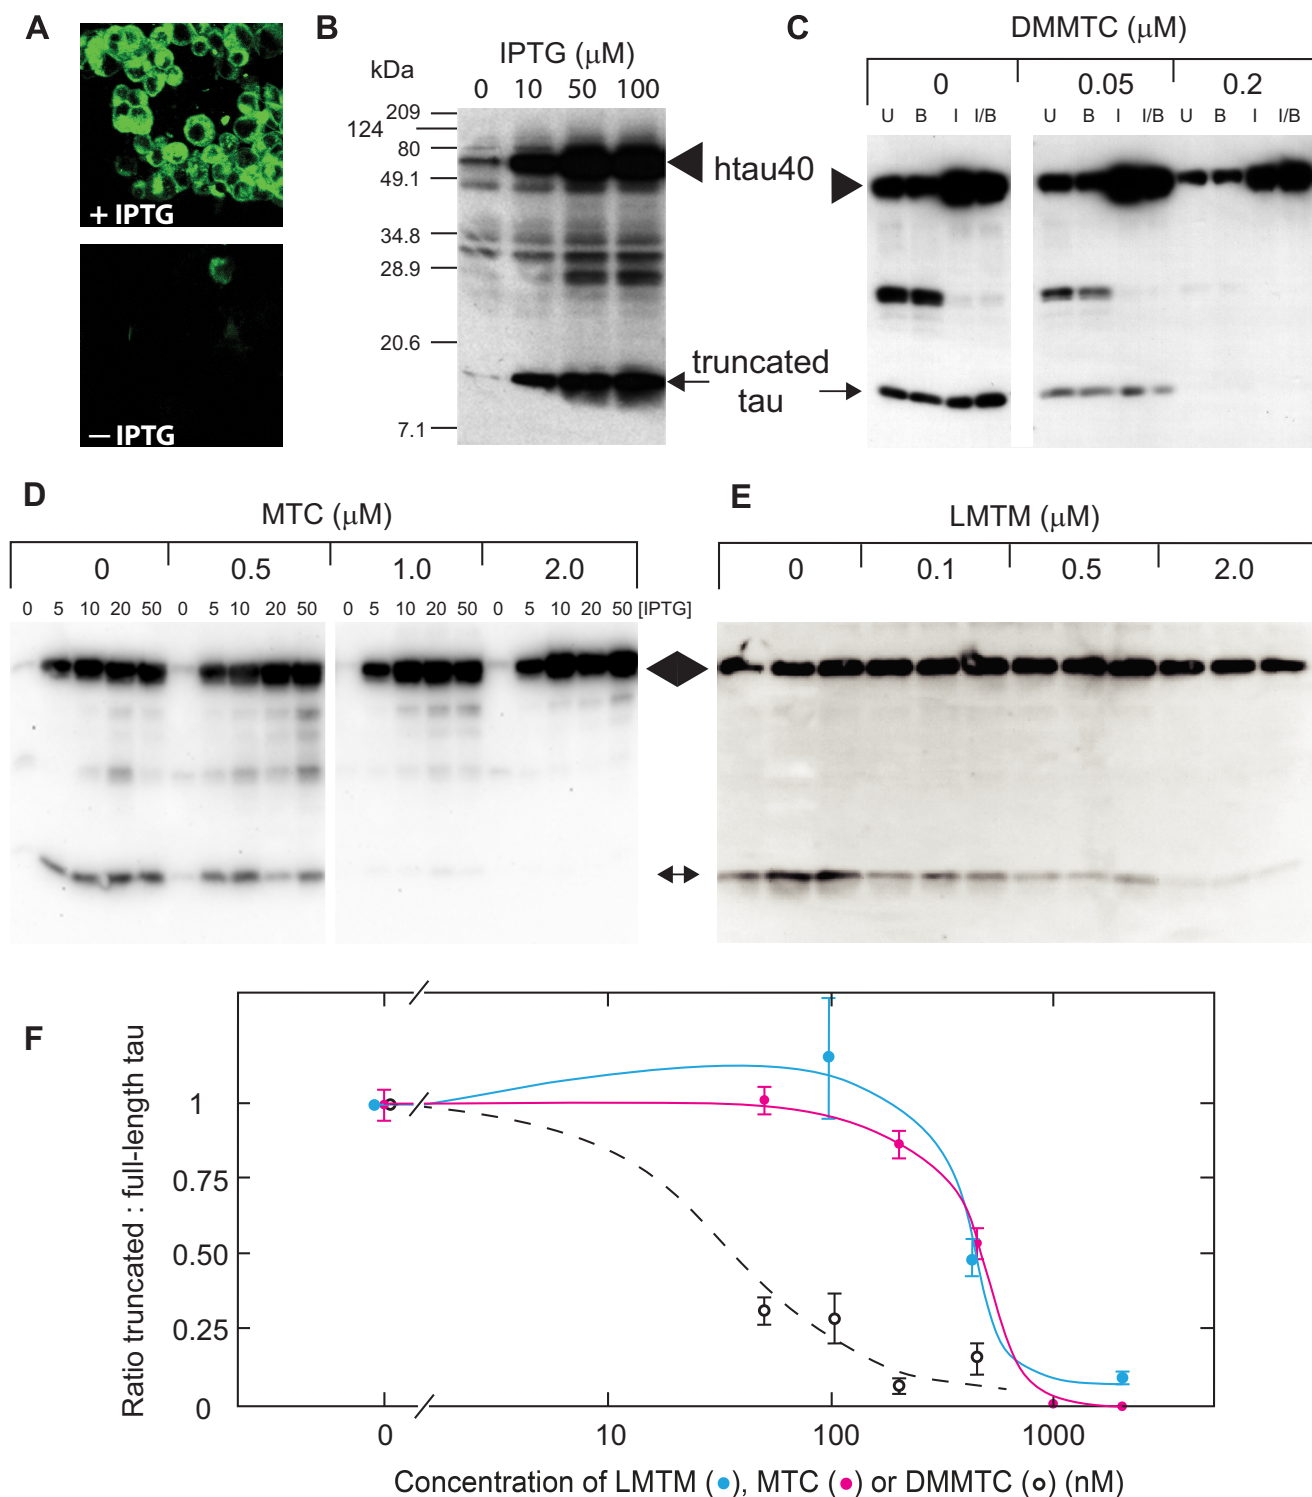 A
+ IPTG
– IPTG
B
IPTG (μM)
kDa
0 10 50 100
209
124
80
49.1
34.8
28.9
20.6
7.1
htau40
truncated
tau
C
DMMTC (μM)
0 0.05 0.2
U B I I/B U B I I/B U B I I/B
D
MTC (μM)
0 0.5 1.0 2.0
0 5 10 20 50 0 5 10 20 50 0 5 10 20 50 0 5 10 20 50 [IPTG]
E
LMTM (μM)
0 0.1 0.5 2.0
F
Ratio truncated : full-length tau
1
0.75
0.50
0.25
0
0 10 100 1000
Concentration of LMTM (●), MTC (●) or DMMTC (○) (nM)